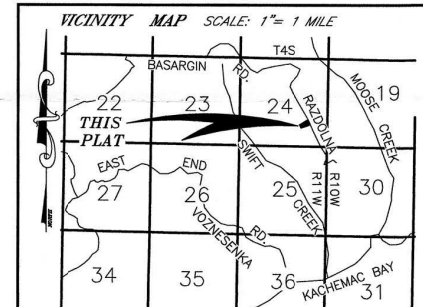 VICINITY MAP SCALE: 1"= 1 MILE
T4S
BASARGIN RD.
22
23
24
19
THIS
PLAT
RAZDOLNA
MOOSE CREEK
EAST END RD.
SWIFT CREEK
27
26
25
R11W
R10W
30
VOZNESENKA
34
35
36
KACHEMAC BAY
31